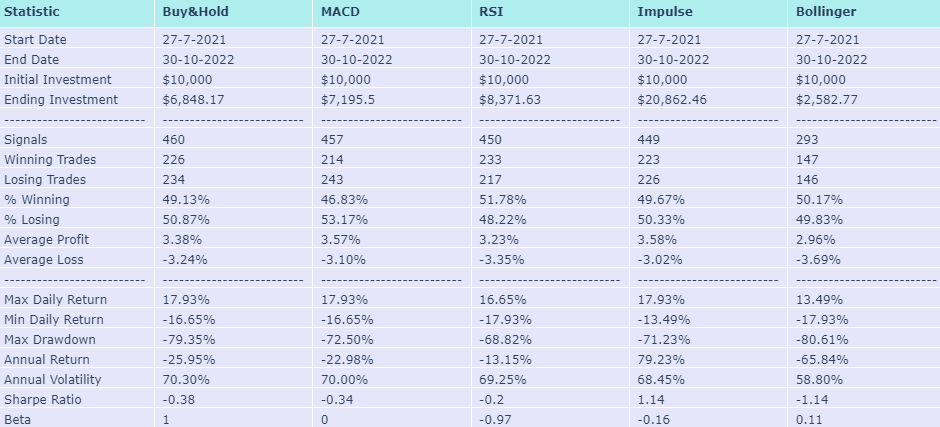 Statistic Buy&Hold MACD RSI Impulse Bollinger
Start Date 27-7-2021 27-7-2021 27-7-2021 27-7-2021 27-7-2021
End Date 30-10-2022 30-10-2022 30-10-2022 30-10-2022 30-10-2022
Initial Investment $10,000 $10,000 $10,000 $10,000 $10,000
Ending Investment $6,848.17 $7,195.5 $8,371.63 $20,862.46 $2,582.77
------------------------- ------------------------- ------------------------- ------------------------- ------------------------- -------------------------
Signals 460 457 450 449 293
Winning Trades 226 214 233 223 147
Losing Trades 234 243 217 226 146
% Winning 49.13% 46.83% 51.78% 49.67% 50.17%
% Losing 50.87% 53.17% 48.22% 50.33% 49.83%
Average Profit 3.38% 3.57% 3.23% 3.58% 2.96%
Average Loss -3.24% -3.10% -3.35% -3.02% -3.69%
------------------------- ------------------------- ------------------------- ------------------------- ------------------------- -------------------------
Max Daily Return 17.93% 17.93% 16.65% 17.93% 13.49%
Min Daily Return -16.65% -16.65% -17.93% -13.49% -17.93%
Max Drawdown -79.35% -72.50% -68.82% -71.23% -80.61%
Annual Return -25.95% -22.98% -13.15% 79.23% -65.84%
Annual Volatility 70.30% 70.00% 69.25% 68.45% 58.80%
Sharpe Ratio -0.38 -0.34 -0.2 1.14 -1.14
Beta 1 0 -0.97 -0.16 0.11